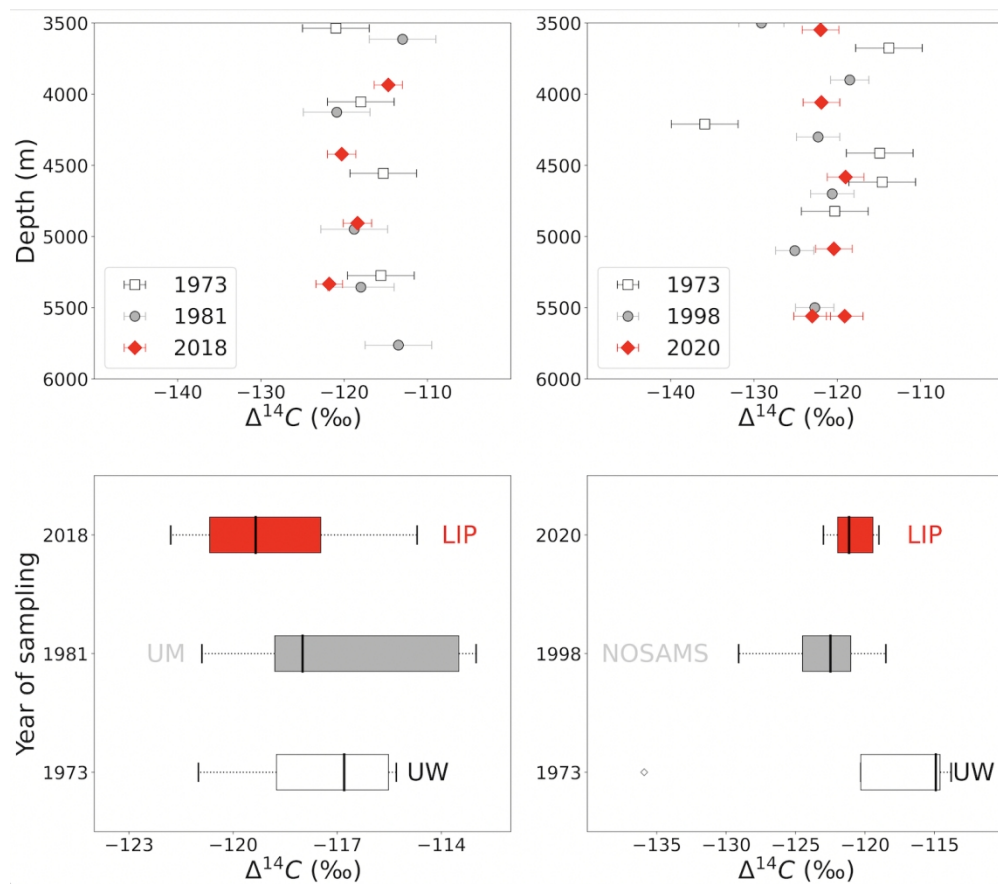 3500
4000
4500
5000
5500
6000
Depth (m)
1973
1981
2018
−140 −130 −120 −110
Δ¹⁴C (‰)
3500
4000
4500
5000
5500
6000
1973
1998
2020
−140 −130 −120 −110
Δ¹⁴C (‰)
Year of sampling
2018
1981
1973
LIP
UM
UW
−123 −120 −117 −114
Δ¹⁴C (‰)
2020
1998
1973
LIP
NOSAMS
UW
−135 −130 −125 −120 −115
Δ¹⁴C (‰)